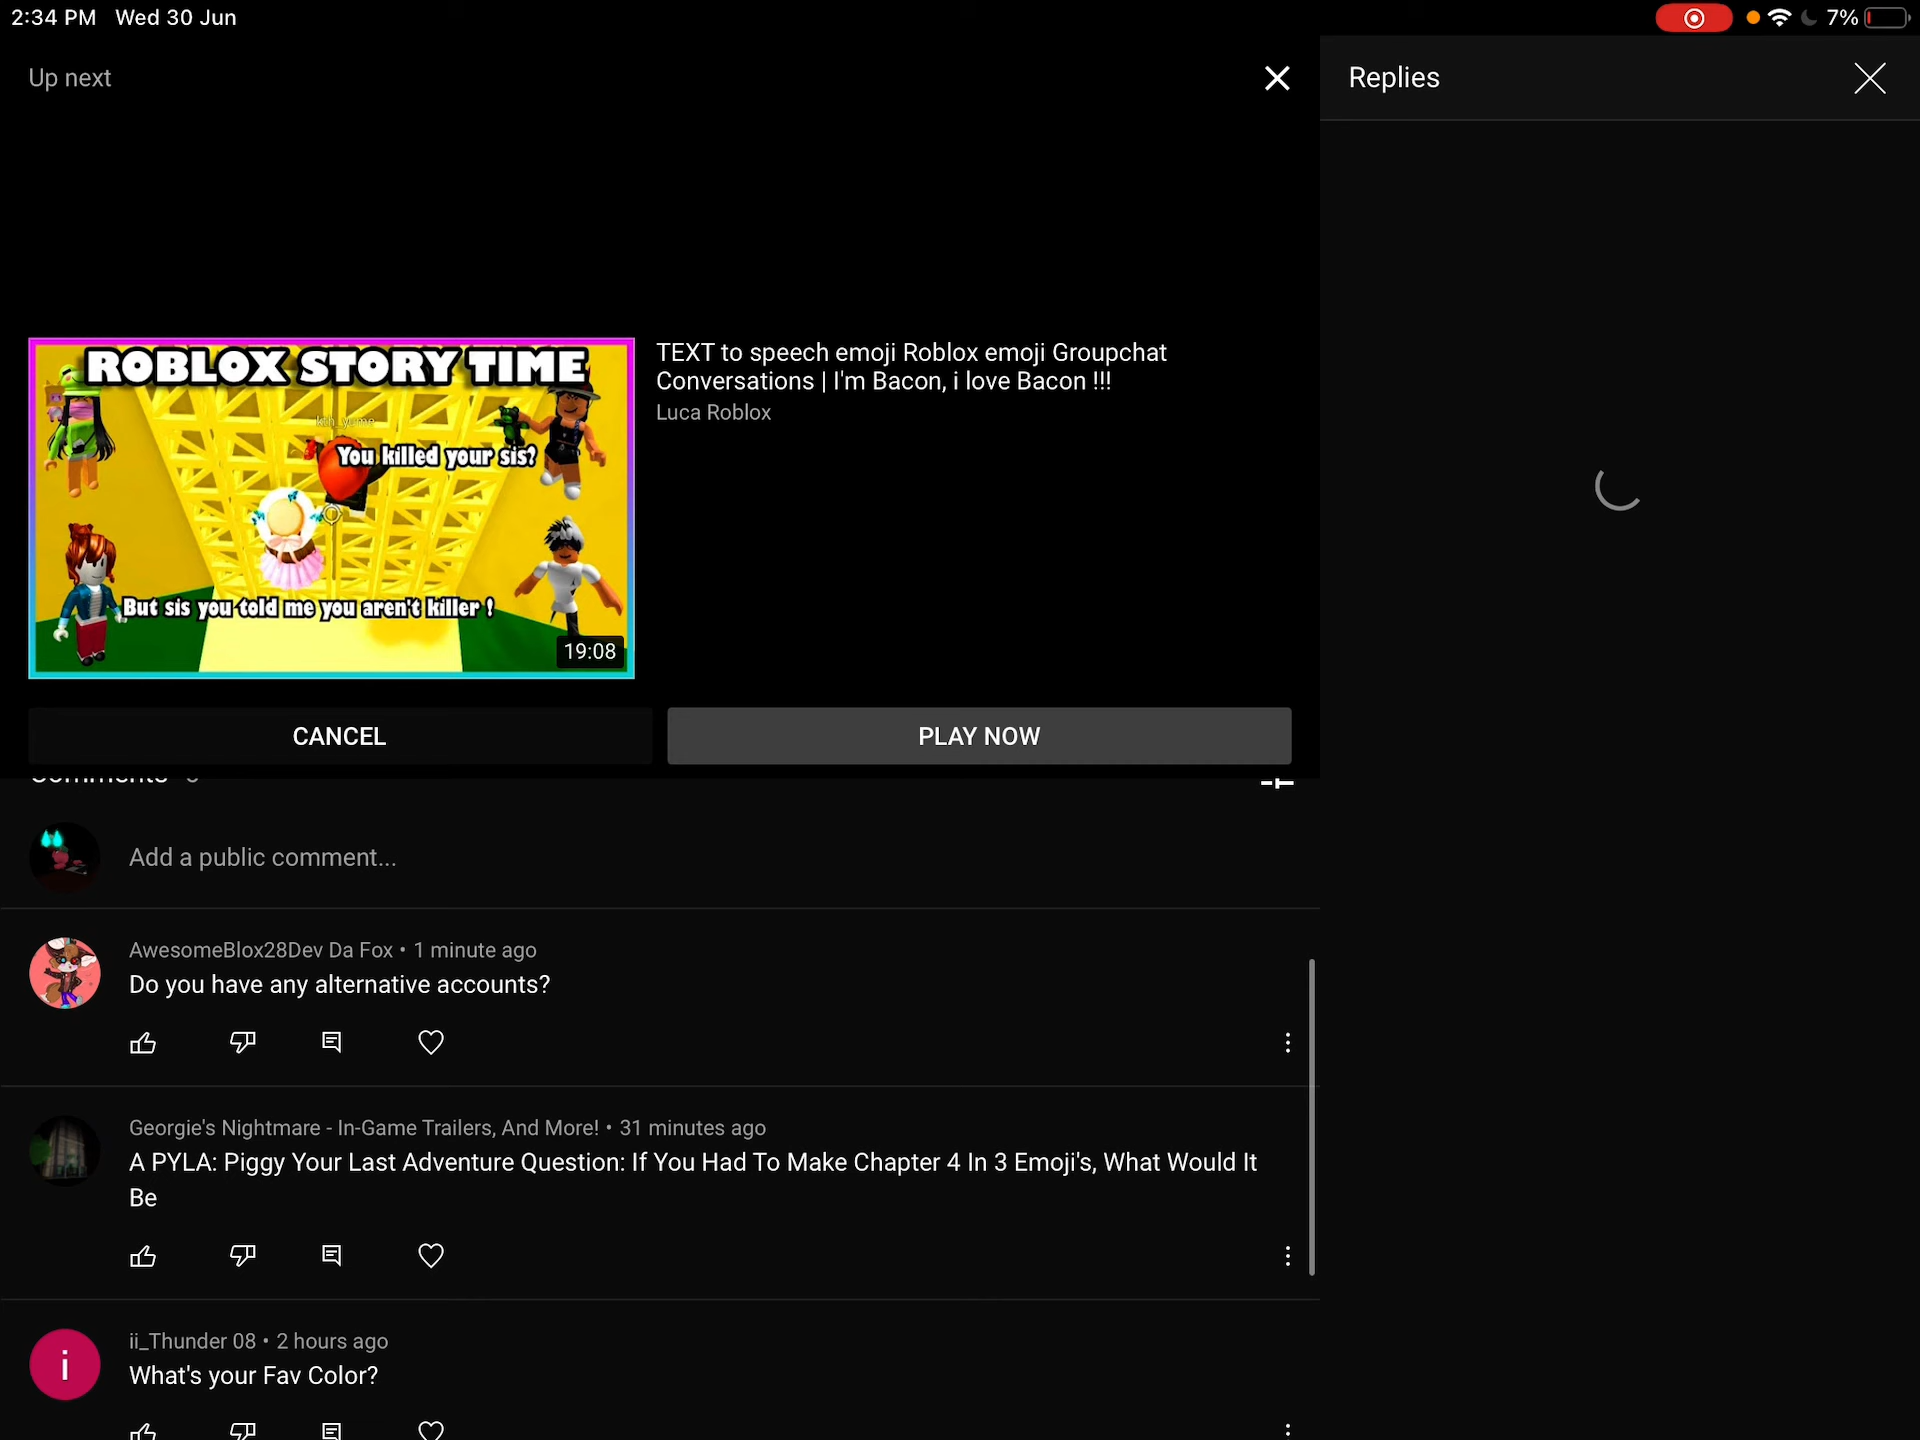 2:34 PM Wed 30 Jun
7%
Up next
Replies
ROBLOX STORY TIME
You killed your sis?
But sis you told me you aren't killer !
19:08
TEXT to speech emoji Roblox emoji Groupchat
Conversations | I'm Bacon, i love Bacon !!!
Luca Roblox
CANCEL
PLAY NOW
Comments
Add a public comment...
AwesomeBlox28Dev Da Fox • 1 minute ago
Do you have any alternative accounts?
Georgie's Nightmare - In-Game Trailers, And More! • 31 minutes ago
A PYLA: Piggy Your Last Adventure Question: If You Had To Make Chapter 4 In 3 Emoji's, What Would It
Be
i
ii_Thunder 08 • 2 hours ago
What's your Fav Color?